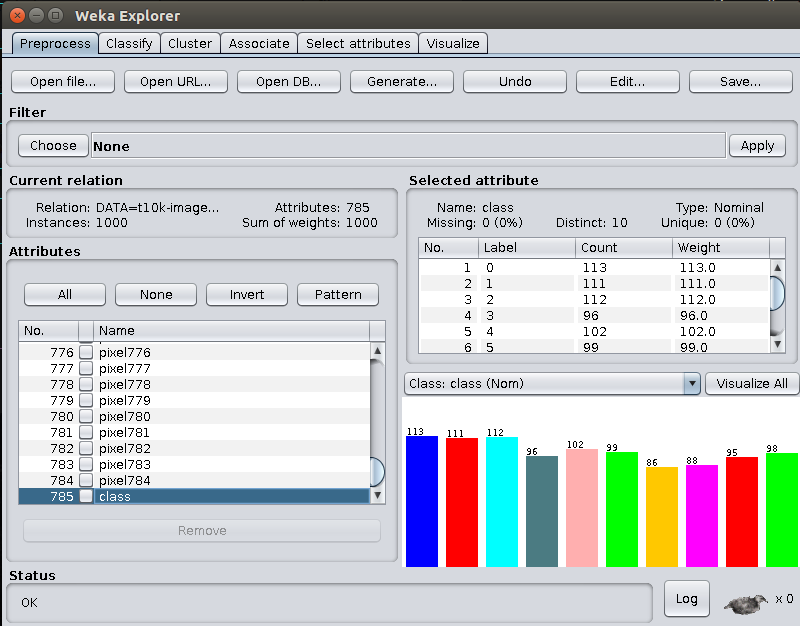 Weka Explorer
Preprocess Classify Cluster Associate Select attributes Visualize
Open file... Open URL... Open DB... Generate... Undo Edit... Save...
Filter
Choose None Apply
Current relation
Relation: DATA=t10k-image... Attributes: 785
Instances: 1000 Sum of weights: 1000
Attributes
All None Invert Pattern
No. Name
776 pixel776
777 pixel777
778 pixel778
779 pixel779
780 pixel780
781 pixel781
782 pixel782
783 pixel783
784 pixel784
785 class
Remove
Selected attribute
Name: class Type: Nominal
Missing: 0 (0%) Distinct: 10 Unique: 0 (0%)
No. Label Count Weight
1 0 113 113.0
2 1 111 111.0
3 2 112 112.0
4 3 96 96.0
5 4 102 102.0
6 5 99 99.0
Class: class (Nom) Visualize All
113 111 112 96 102 99 86 88 95 98
Status
OK Log x 0